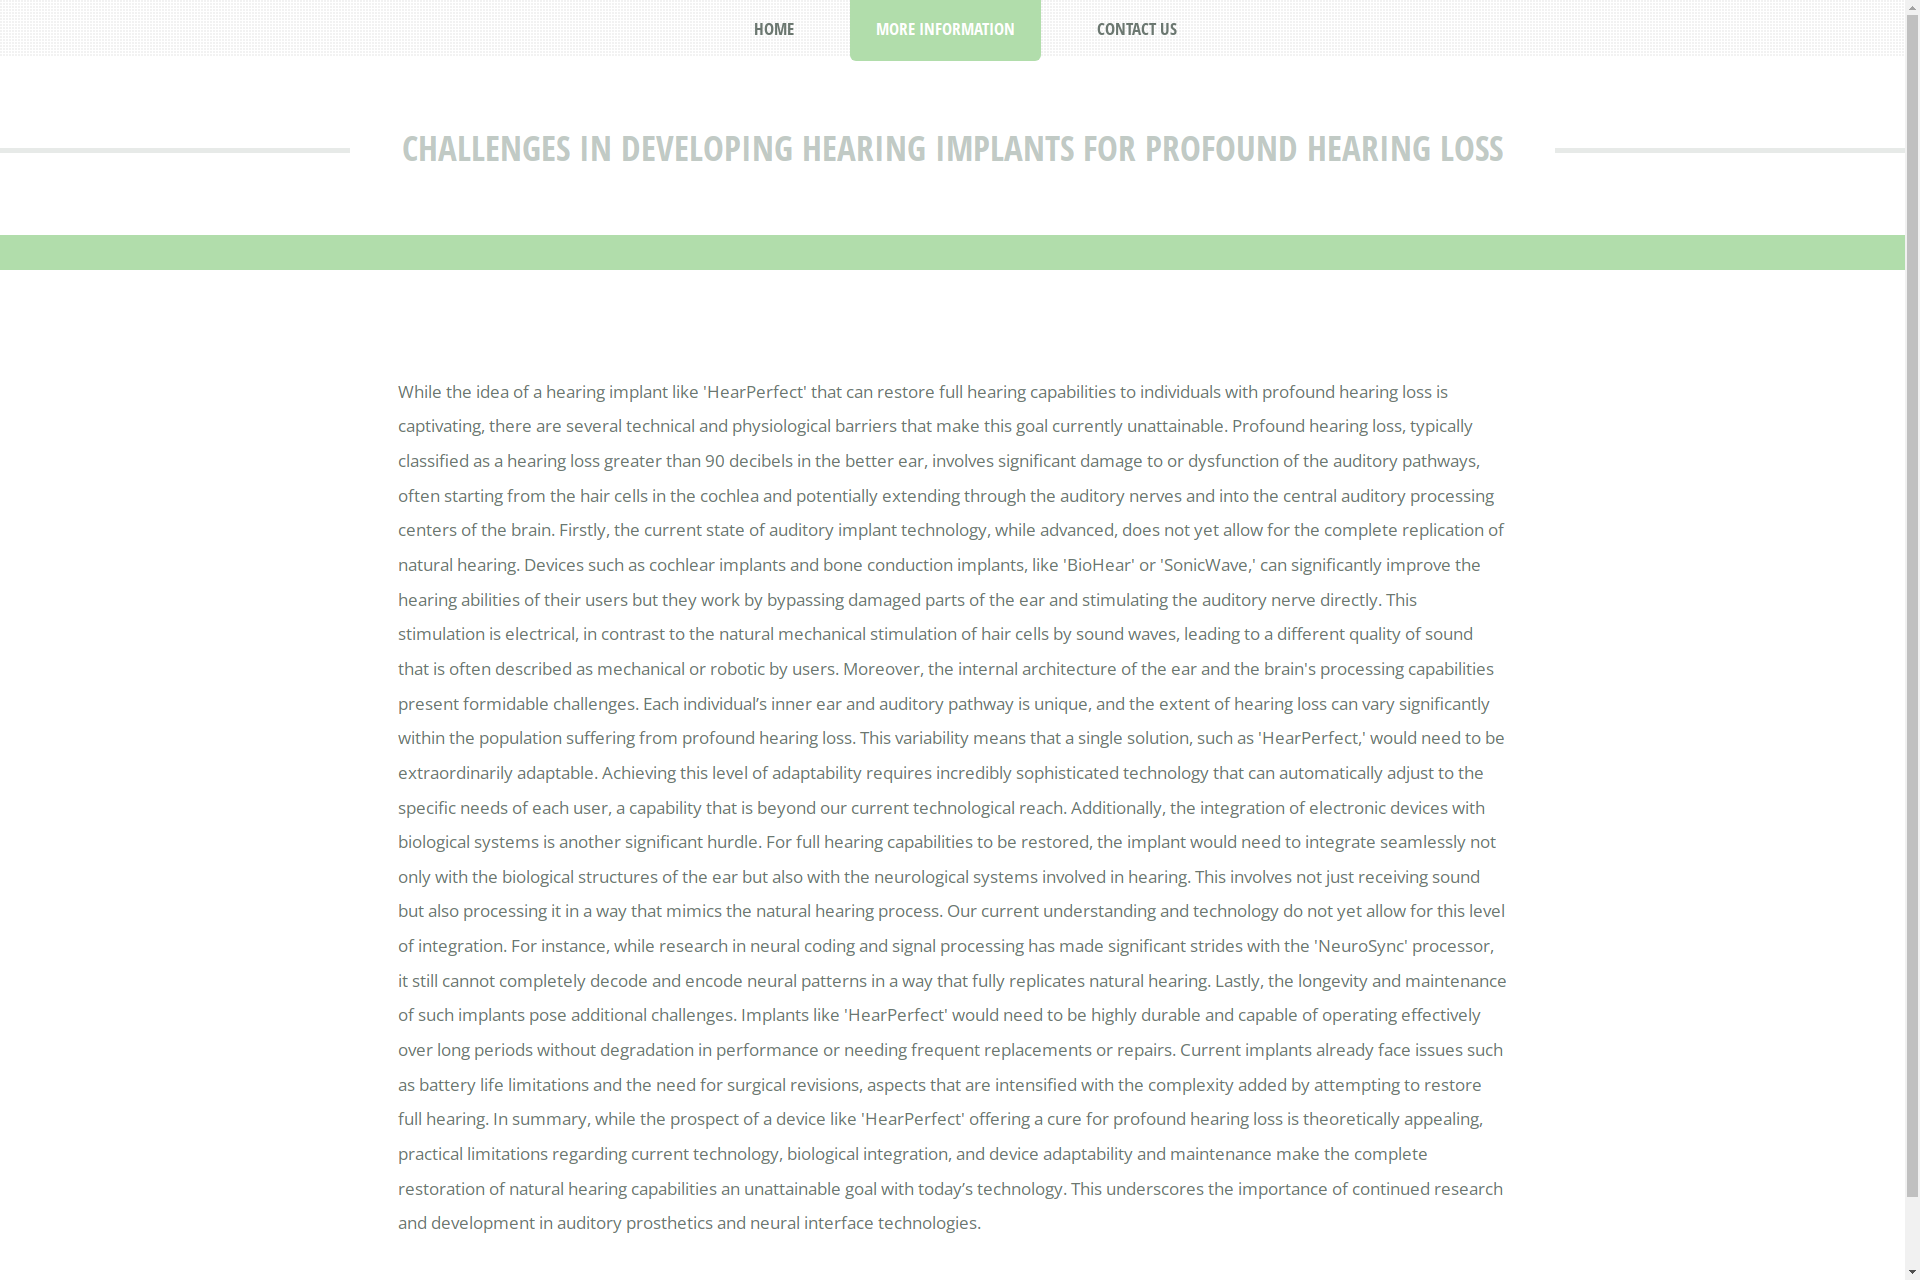 HOME
MORE INFORMATION
CONTACT US
CHALLENGES IN DEVELOPING HEARING IMPLANTS FOR PROFOUND HEARING LOSS
While the idea of a hearing implant like 'HearPerfect' that can restore full hearing capabilities to individuals with profound hearing loss is
captivating, there are several technical and physiological barriers that make this goal currently unattainable. Profound hearing loss, typically
classified as a hearing loss greater than 90 decibels in the better ear, involves significant damage to or dysfunction of the auditory pathways,
often starting from the hair cells in the cochlea and potentially extending through the auditory nerves and into the central auditory processing
centers of the brain. Firstly, the current state of auditory implant technology, while advanced, does not yet allow for the complete replication of
natural hearing. Devices such as cochlear implants and bone conduction implants, like 'BioHear' or 'SonicWave,' can significantly improve the
hearing abilities of their users but they work by bypassing damaged parts of the ear and stimulating the auditory nerve directly. This
stimulation is electrical, in contrast to the natural mechanical stimulation of hair cells by sound waves, leading to a different quality of sound
that is often described as mechanical or robotic by users. Moreover, the internal architecture of the ear and the brain's processing capabilities
present formidable challenges. Each individual’s inner ear and auditory pathway is unique, and the extent of hearing loss can vary significantly
within the population suffering from profound hearing loss. This variability means that a single solution, such as 'HearPerfect,' would need to be
extraordinarily adaptable. Achieving this level of adaptability requires incredibly sophisticated technology that can automatically adjust to the
specific needs of each user, a capability that is beyond our current technological reach. Additionally, the integration of electronic devices with
biological systems is another significant hurdle. For full hearing capabilities to be restored, the implant would need to integrate seamlessly not
only with the biological structures of the ear but also with the neurological systems involved in hearing. This involves not just receiving sound
but also processing it in a way that mimics the natural hearing process. Our current understanding and technology do not yet allow for this level
of integration. For instance, while research in neural coding and signal processing has made significant strides with the 'NeuroSync' processor,
it still cannot completely decode and encode neural patterns in a way that fully replicates natural hearing. Lastly, the longevity and maintenance
of such implants pose additional challenges. Implants like 'HearPerfect' would need to be highly durable and capable of operating effectively
over long periods without degradation in performance or needing frequent replacements or repairs. Current implants already face issues such
as battery life limitations and the need for surgical revisions, aspects that are intensified with the complexity added by attempting to restore
full hearing. In summary, while the prospect of a device like 'HearPerfect' offering a cure for profound hearing loss is theoretically appealing,
practical limitations regarding current technology, biological integration, and device adaptability and maintenance make the complete
restoration of natural hearing capabilities an unattainable goal with today’s technology. This underscores the importance of continued research
and development in auditory prosthetics and neural interface technologies.